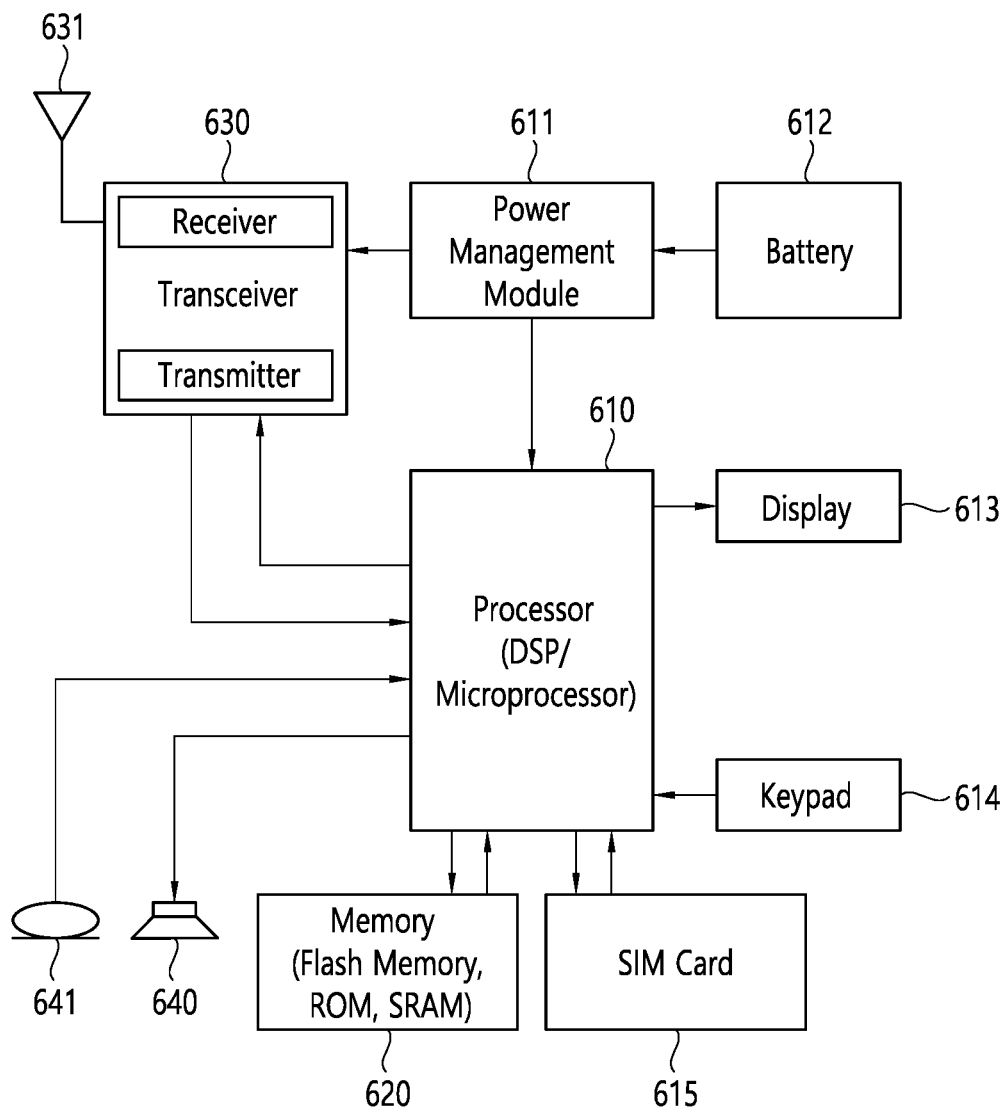 631
630
611
612
Receiver
Transceiver
Transmitter
Power
Management
Module
Battery
610
Display
613
Processor
(DSP/
Microprocessor)
Keypad
614
641
640
Memory
(Flash Memory,
ROM, SRAM)
SIM Card
620
615